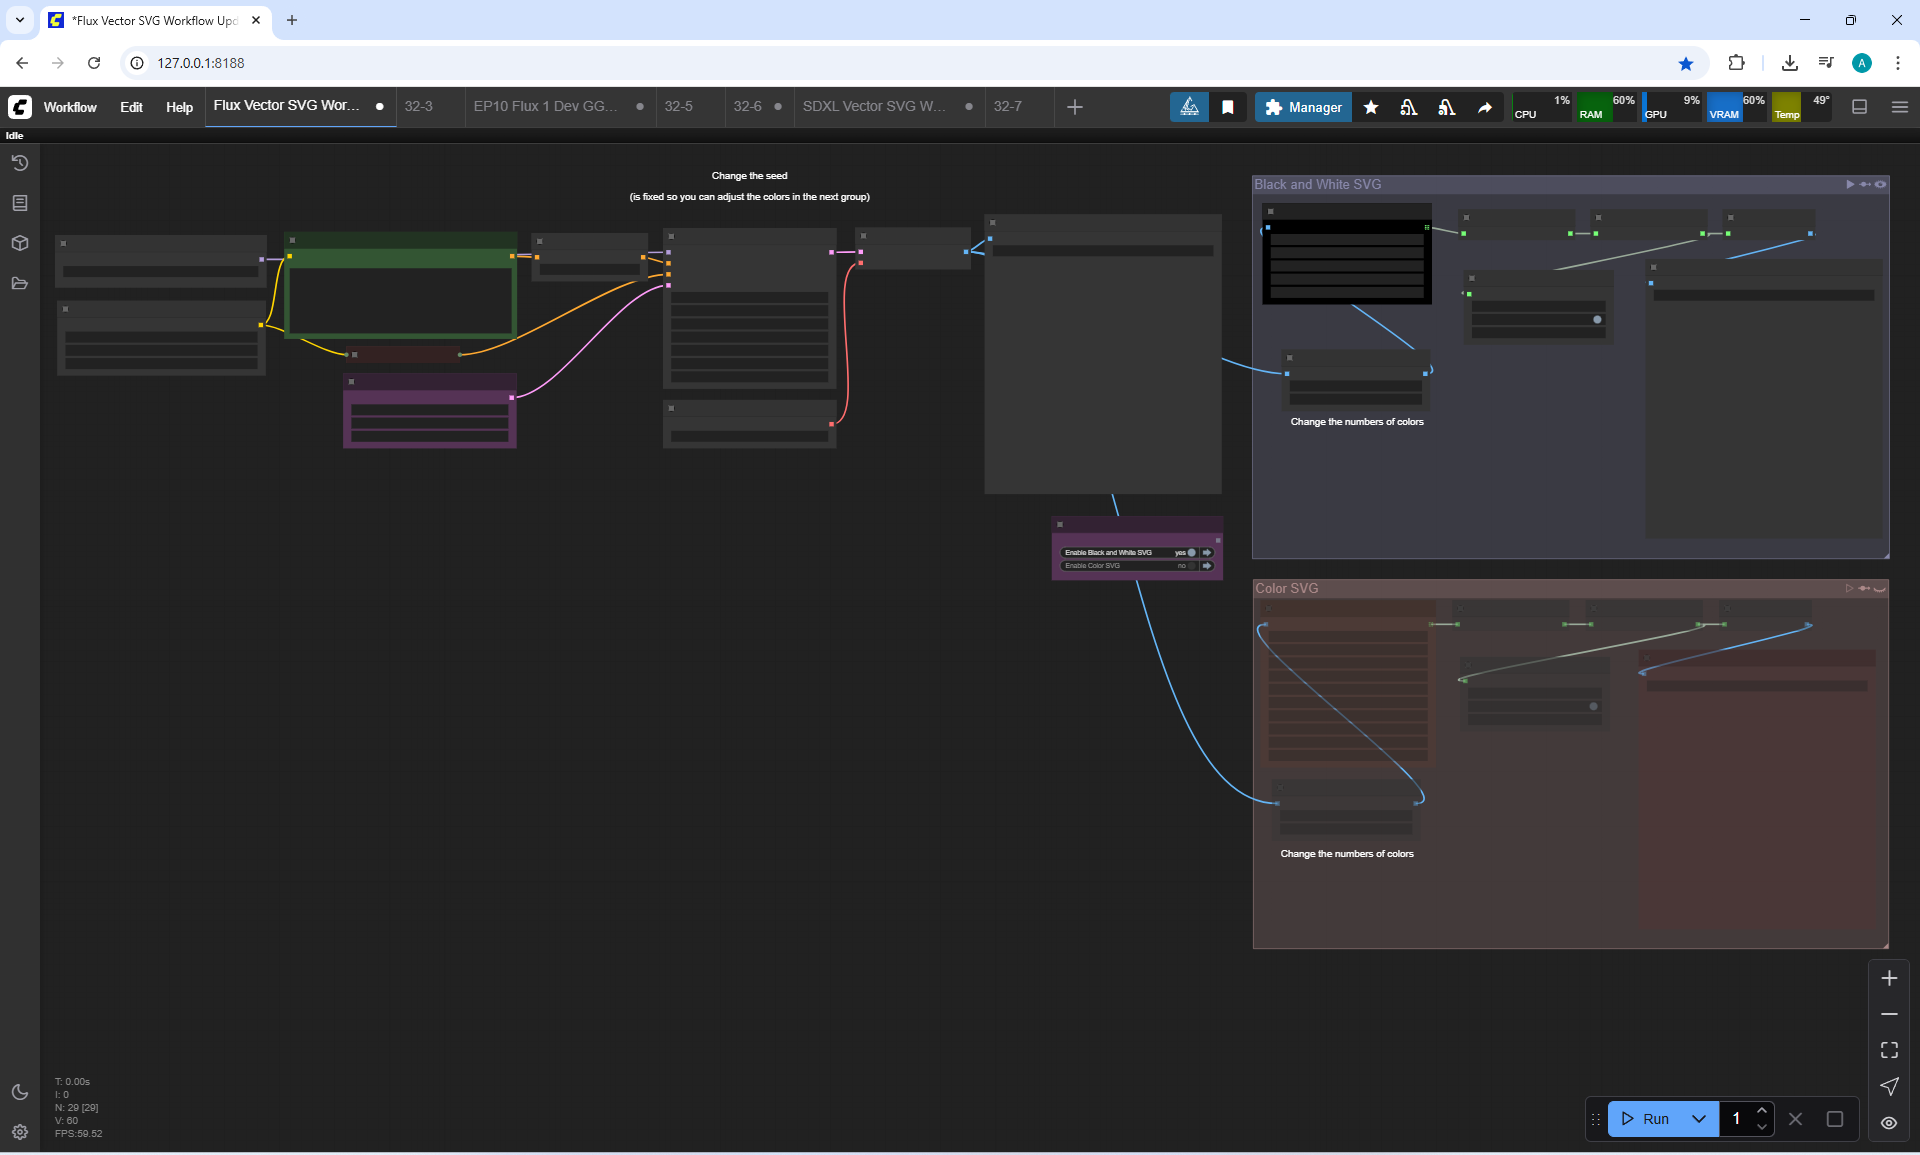 *Flux Vector SVG Workflow Upd
127.0.0.1:8188
A
Workflow Edit Help Flux Vector SVG Wor... 32-3 EP10 Flux 1 Dev GG... 32-5 32-6 SDXL Vector SVG W... 32-7
Manager
CPU 1% RAM 60% GPU 9% VRAM 60% Temp 49°
Idle
Change the seed
(is fixed so you can adjust the colors in the next group)
Black and White SVG
Change the numbers of colors
Enable Black and White SVG yes
Enable Color SVG no
Color SVG
Change the numbers of colors
T: 0.00s
I: 0
N: 29 [29]
V: 60
FPS:59.52
Run 1